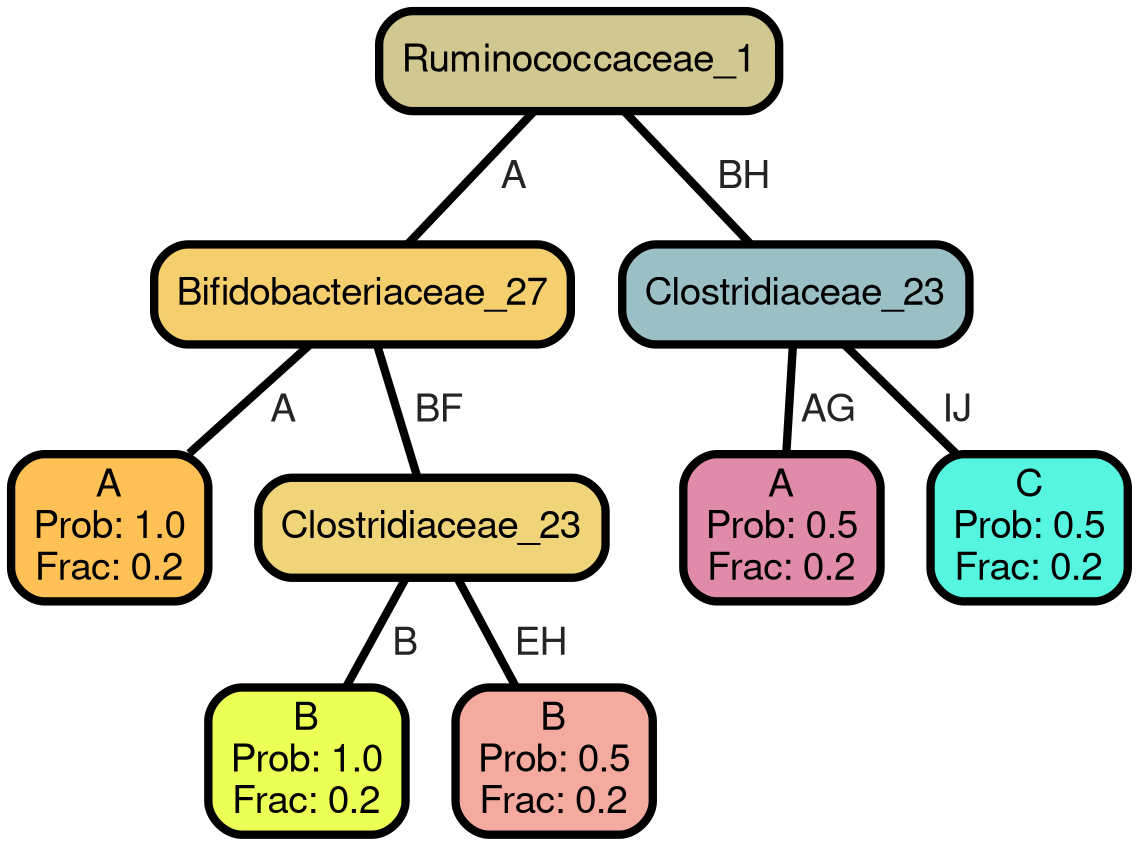 Ruminococcaceae_1
A
BH
Bifidobacteriaceae_27
Clostridiaceae_23
A
BF
AG
IJ
A
Prob: 1.0
Frac: 0.2
Clostridiaceae_23
A
Prob: 0.5
Frac: 0.2
C
Prob: 0.5
Frac: 0.2
B
EH
B
Prob: 1.0
Frac: 0.2
B
Prob: 0.5
Frac: 0.2